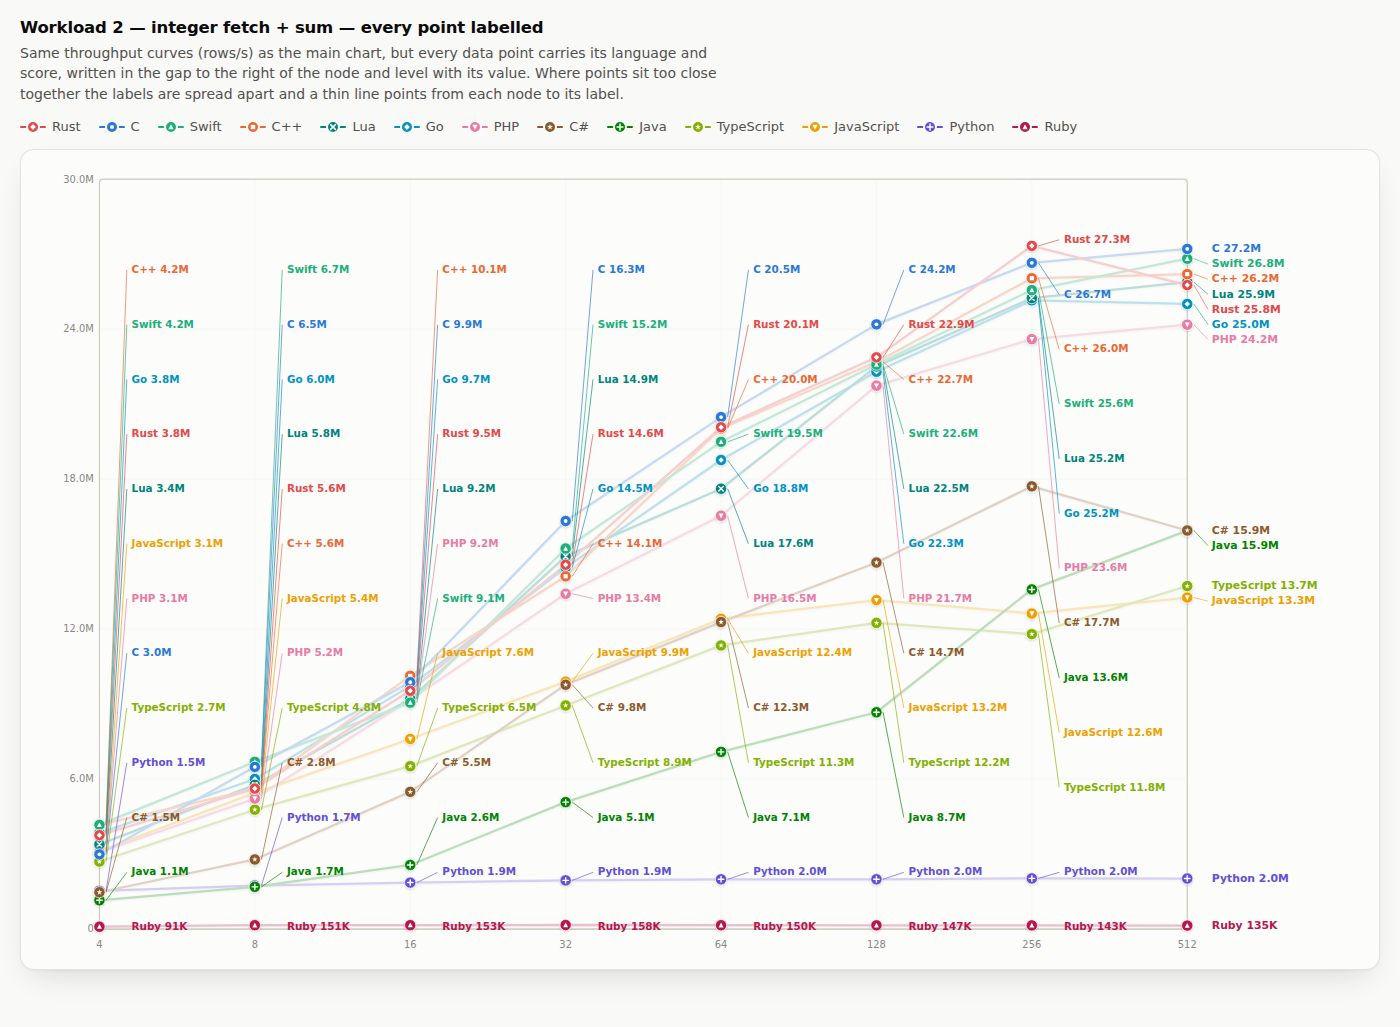 Workload 2 — integer fetch + sum — every point labelled
Same throughput curves (rows/s) as the main chart, but every data point carries its language and
score, written in the gap to the right of the node and level with its value. Where points sit too close
together the labels are spread apart and a thin line points from each node to its label.
Rust C Swift C++ Lua Go PHP C# Java TypeScript JavaScript Python Ruby
30.0M
24.0M
18.0M
12.0M
6.0M
0
C++ 4.2M
Swift 4.2M
Go 3.8M
Rust 3.8M
Lua 3.4M
JavaScript 3.1M
PHP 3.1M
C 3.0M
TypeScript 2.7M
Python 1.5M
C# 1.5M
Java 1.1M
Ruby 91K
Swift 6.7M
C 6.5M
Go 6.0M
Lua 5.8M
Rust 5.6M
C++ 5.6M
JavaScript 5.4M
PHP 5.2M
TypeScript 4.8M
C# 2.8M
Python 1.7M
Java 1.7M
Ruby 151K
C++ 10.1M
C 9.9M
Go 9.7M
Rust 9.5M
Lua 9.2M
PHP 9.2M
Swift 9.1M
JavaScript 7.6M
TypeScript 6.5M
C# 5.5M
Java 2.6M
Python 1.9M
Ruby 153K
C 16.3M
Swift 15.2M
Lua 14.9M
Rust 14.6M
Go 14.5M
C++ 14.1M
PHP 13.4M
JavaScript 9.9M
C# 9.8M
TypeScript 8.9M
Java 5.1M
Python 1.9M
Ruby 158K
C 20.5M
Rust 20.1M
C++ 20.0M
Swift 19.5M
Go 18.8M
Lua 17.6M
PHP 16.5M
JavaScript 12.4M
C# 12.3M
TypeScript 11.3M
Java 7.1M
Python 2.0M
Ruby 150K
C 24.2M
Rust 22.9M
C++ 22.7M
Swift 22.6M
Lua 22.5M
Go 22.3M
PHP 21.7M
C# 14.7M
JavaScript 13.2M
TypeScript 12.2M
Java 8.7M
Python 2.0M
Ruby 147K
Rust 27.3M
C 26.7M
C++ 26.0M
Swift 25.6M
Lua 25.2M
Go 25.2M
PHP 23.6M
C# 17.7M
Java 13.6M
JavaScript 12.6M
TypeScript 11.8M
Python 2.0M
Ruby 143K
C 27.2M
Swift 26.8M
C++ 26.2M
Lua 25.9M
Rust 25.8M
Go 25.0M
PHP 24.2M
C# 15.9M
Java 15.9M
TypeScript 13.7M
JavaScript 13.3M
Python 2.0M
Ruby 135K
4 8 16 32 64 128 256 512